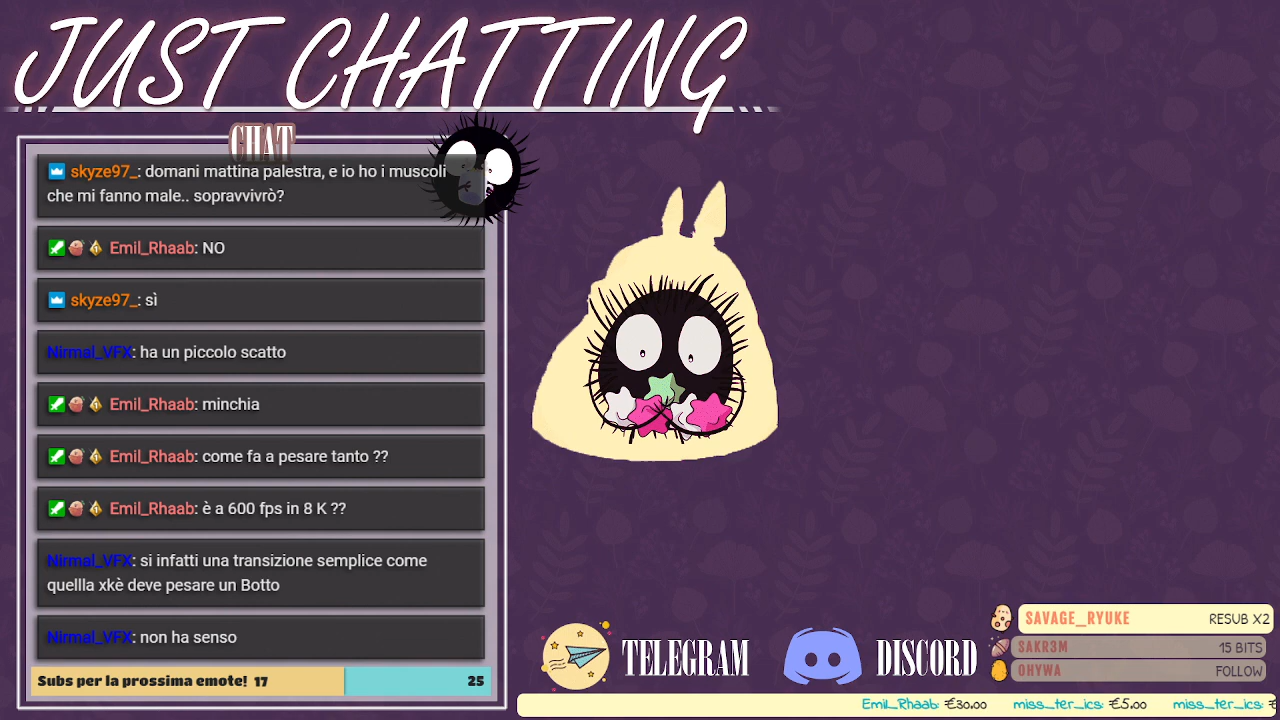 JUST CHATTING
CHAT
skyze97_: domani mattina palestra, e io ho i muscoli
che mi fanno male.. sopravvivrò?
Emil_Rhaab: NO
skyze97_: sì
Nirmal_VFX: ha un piccolo scatto
Emil_Rhaab: minchia
Emil_Rhaab: come fa a pesare tanto ??
Emil_Rhaab: è a 600 fps in 8 K ??
Nirmal_VFX: si infatti una transizione semplice come
quellla xkè deve pesare un Botto
Nirmal_VFX: non ha senso
Subs per la prossima emote! 17 25
TELEGRAM
DISCORD
SAVAGE_RYUKE RESUB X2
SAKR3M 15 BITS
OHYWA FOLLOW
Emil_Rhaab: €30.00 miss_ter_ics: €5.00 miss_ter_ics: